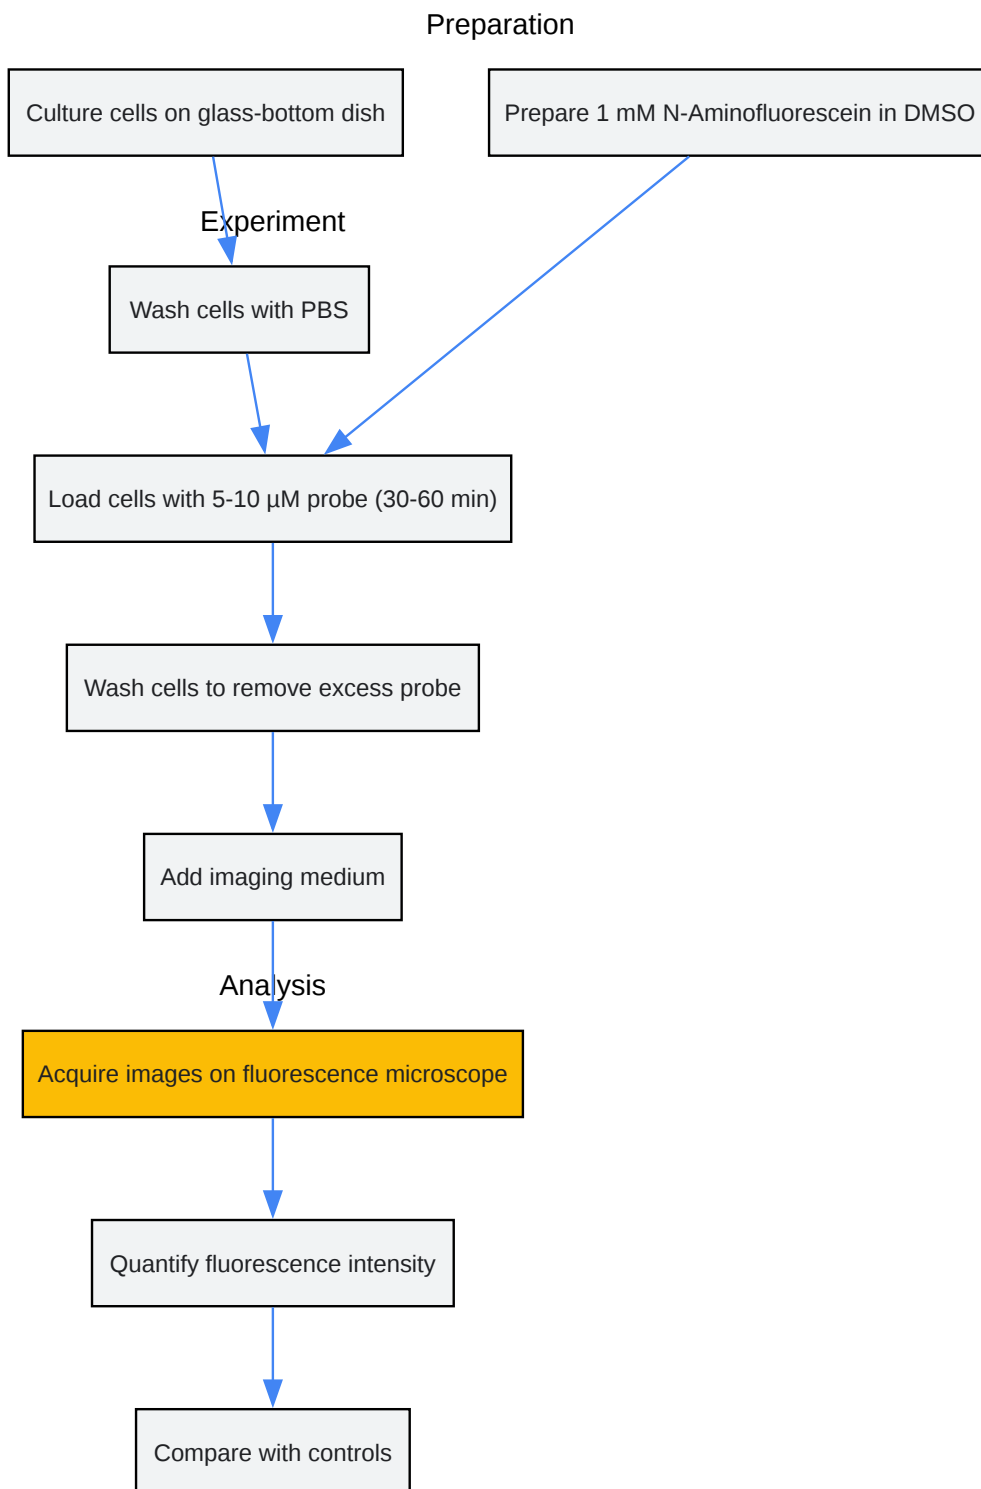 Preparation
Culture cells on glass-bottom dish
Prepare 1 mM N-Aminofluorescein in DMSO
Experiment
Wash cells with PBS
Load cells with 5-10 µM probe (30-60 min)
Wash cells to remove excess probe
Add imaging medium
Analysis
Acquire images on fluorescence microscope
Quantify fluorescence intensity
Compare with controls